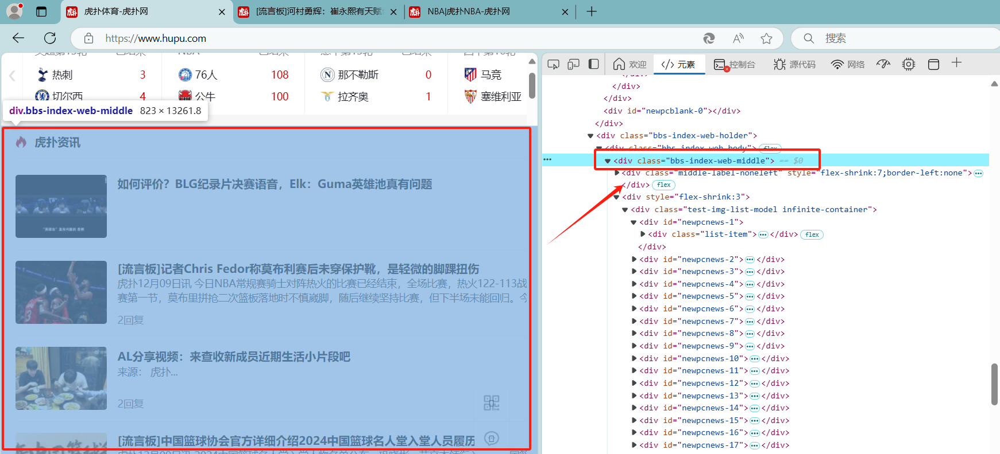 虎扑体育-虎扑网
[流言板]河村勇辉：崔永熙有天赋
NBA|虎扑NBA-虎扑网
https://www.hupu.com
搜索
NBA
热刺 3
76人 108
那不勒斯 0
马竞
切尔西 4
公牛 100
拉齐奥 1
塞维利亚
div.bbs-index-web-middle 823 × 13261.8
虎扑资讯
如何评价？BLG纪录片决赛语音，Elk：Guma英雄池真有问题
[流言板]记者Chris Fedor称莫布利赛后未穿保护靴，是轻微的脚踝扭伤
虎扑12月09日讯 今日NBA常规赛骑士对阵热火的比赛已经结束，全场比赛，热火122-113战
赛第一节，莫布里拼抢二次篮板落地时不慎崴脚，随后继续坚持比赛，但下半场未能回归。今
2回复
AL分享视频：来查收新成员近期生活小片段吧
来源： 虎扑...
2回复
[流言板]中国篮球协会官方详细介绍2024中国篮球名人堂入堂人员履历
欢迎
元素
控制台
源代码
网络
</div>
</div>
</div>
<div id="newpcblank-0"></div>
</div>
<div class="bbs-index-web-holder">
<div class="bbs-index-web-body"> flex
<div class="bbs-index-web-middle"> == $0
<div class="middle-label-noneleft" style="flex-shrink:7;border-left:none"> ...
</div> flex
<div style="flex-shrink:3">
<div class="test-img-list-model infinite-container">
<div id="newpcnews-1">
<div class="list-item"> ... </div> flex
</div>
<div id="newpcnews-2"> ... </div>
<div id="newpcnews-3"> ... </div>
<div id="newpcnews-4"> ... </div>
<div id="newpcnews-5"> ... </div>
<div id="newpcnews-6"> ... </div>
<div id="newpcnews-7"> ... </div>
<div id="newpcnews-8"> ... </div>
<div id="newpcnews-9"> ... </div>
<div id="newpcnews-10"> ... </div>
<div id="newpcnews-11"> ... </div>
<div id="newpcnews-12"> ... </div>
<div id="newpcnews-13"> ... </div>
<div id="newpcnews-14"> ... </div>
<div id="newpcnews-15"> ... </div>
<div id="newpcnews-16"> ... </div>
<div id="newpcnews-17"> ... </div>